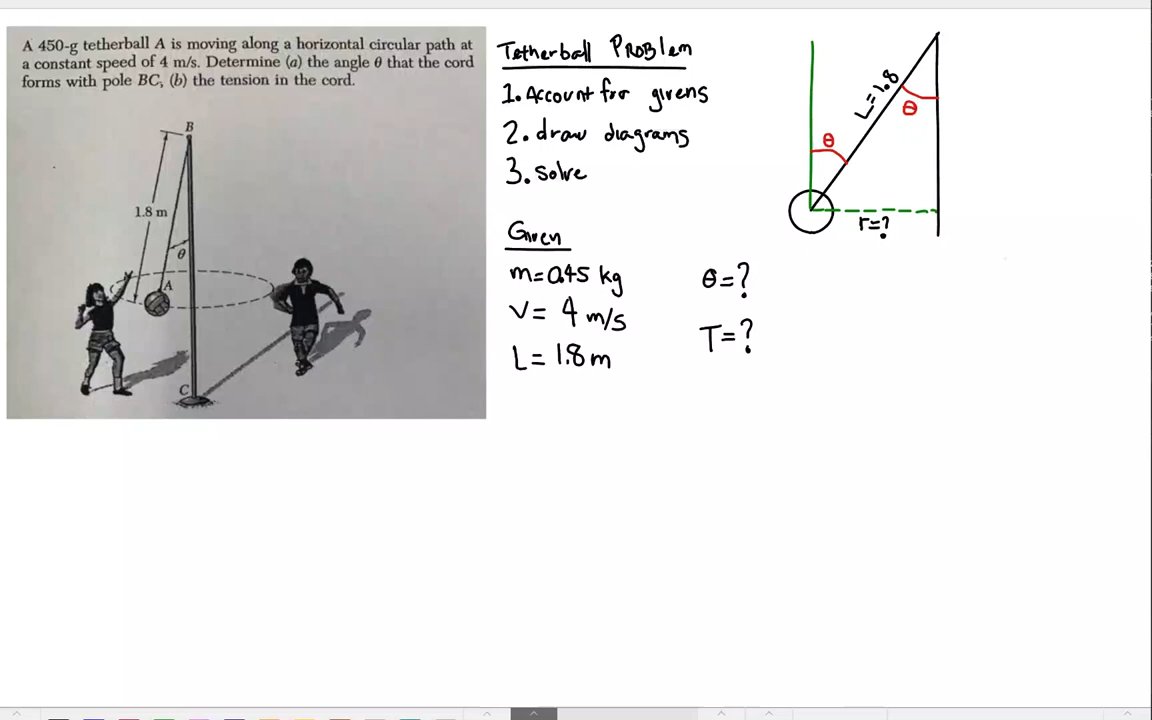 A 450-g tetherball A is moving along a horizontal circular path at
a constant speed of 4 m/s. Determine (a) the angle θ that the cord
forms with pole BC, (b) the tension in the cord.
B
1.8 m
θ
A
C
Tetherball PROBlem
1. Account for givens
2. draw diagrams
3. Solve
Given
m=0.45 kg
V= 4 m/s
L= 1.8m
θ=?
T=?
L=1.8
θ
θ
r=?